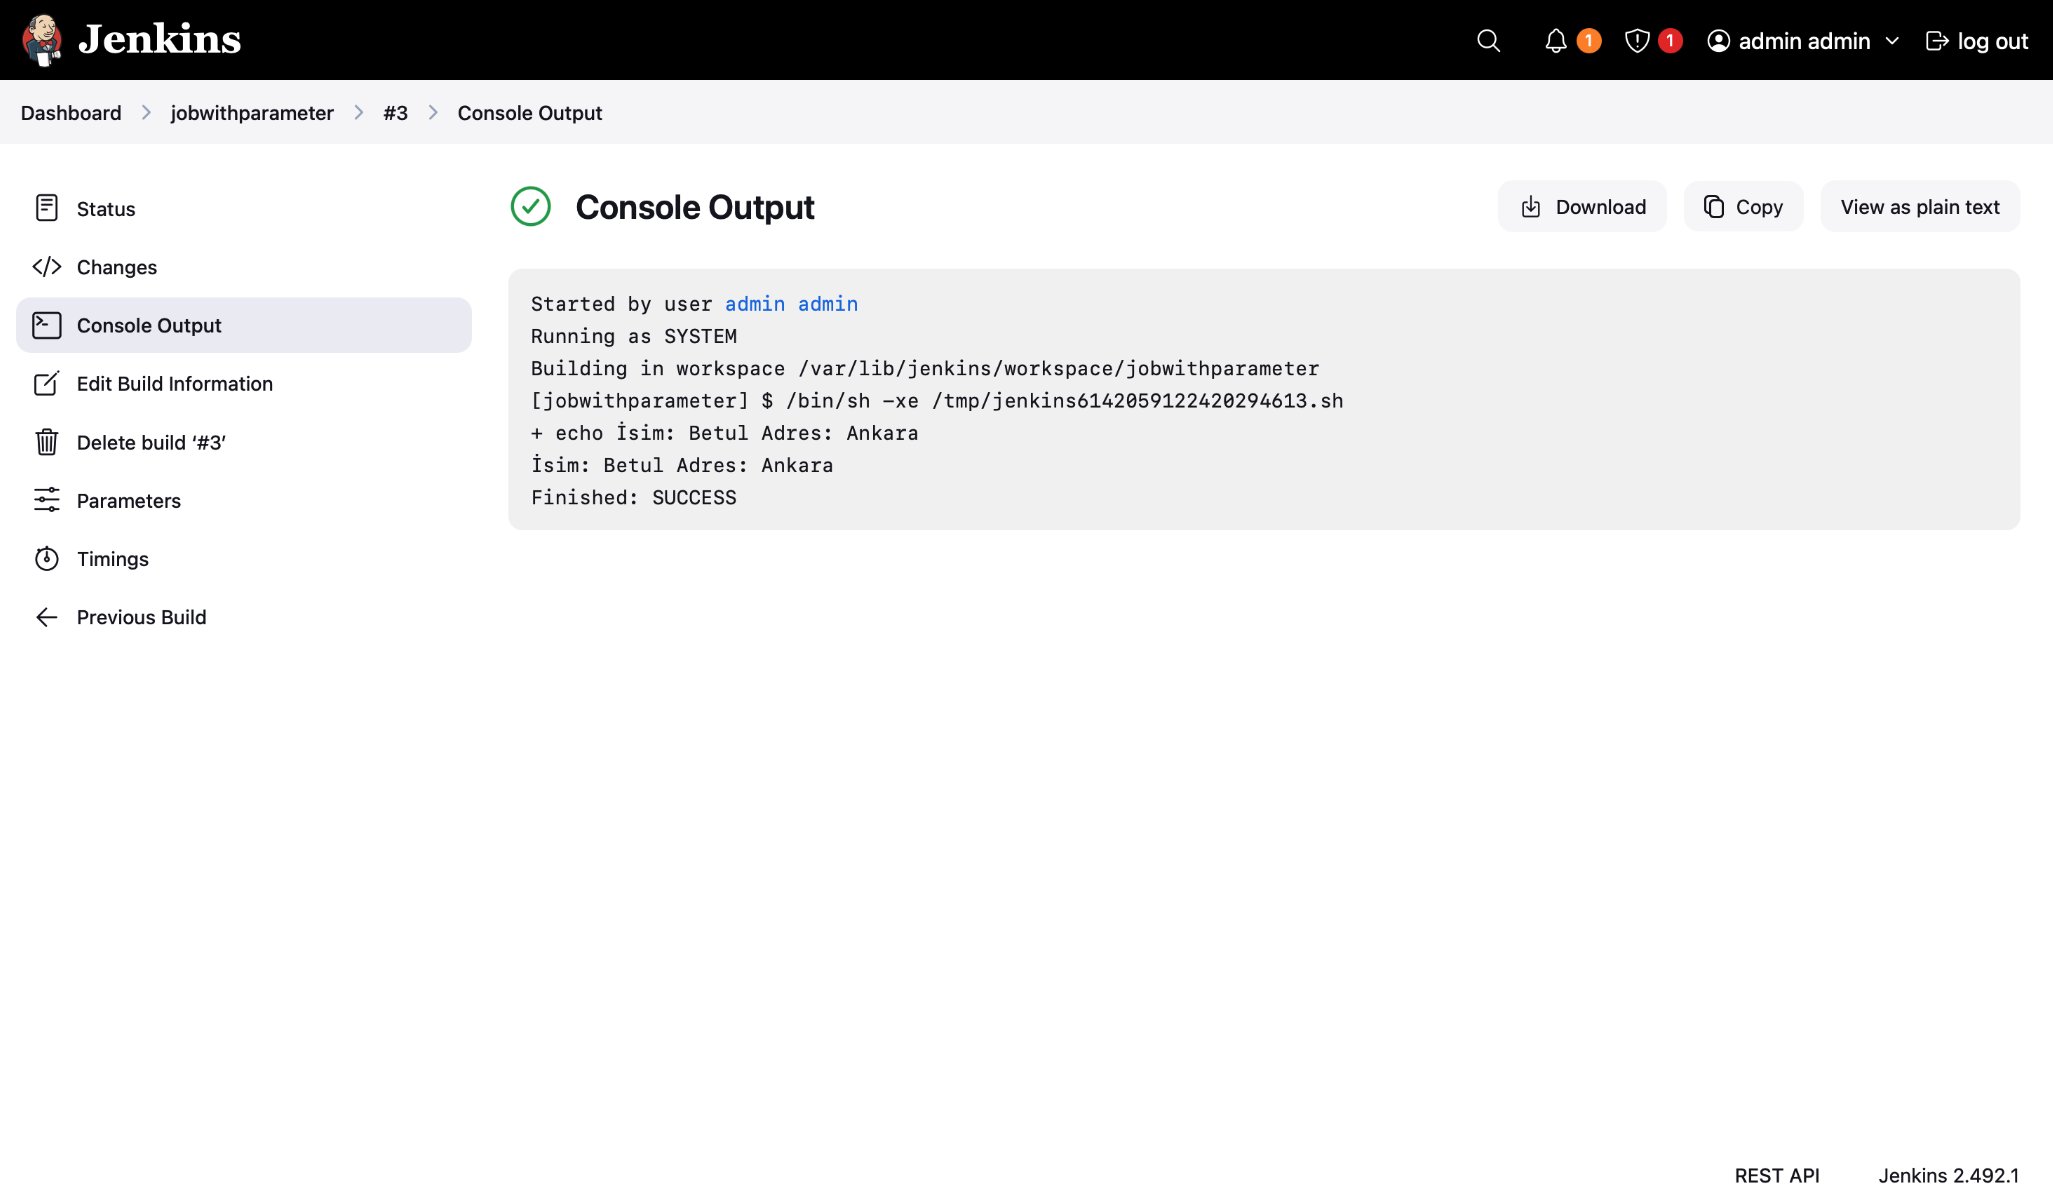 Jenkins
1
1
admin admin
log out
Dashboard
jobwithparameter
#3
Console Output
Status
Changes
Console Output
Edit Build Information
Delete build ‘#3’
Parameters
Timings
Previous Build
Console Output
Download
Copy
View as plain text
Started by user admin admin
Running as SYSTEM
Building in workspace /var/lib/jenkins/workspace/jobwithparameter
[jobwithparameter] $ /bin/sh -xe /tmp/jenkins6142059122420294613.sh
+ echo İsim: Betul Adres: Ankara
İsim: Betul Adres: Ankara
Finished: SUCCESS
REST API
Jenkins 2.492.1